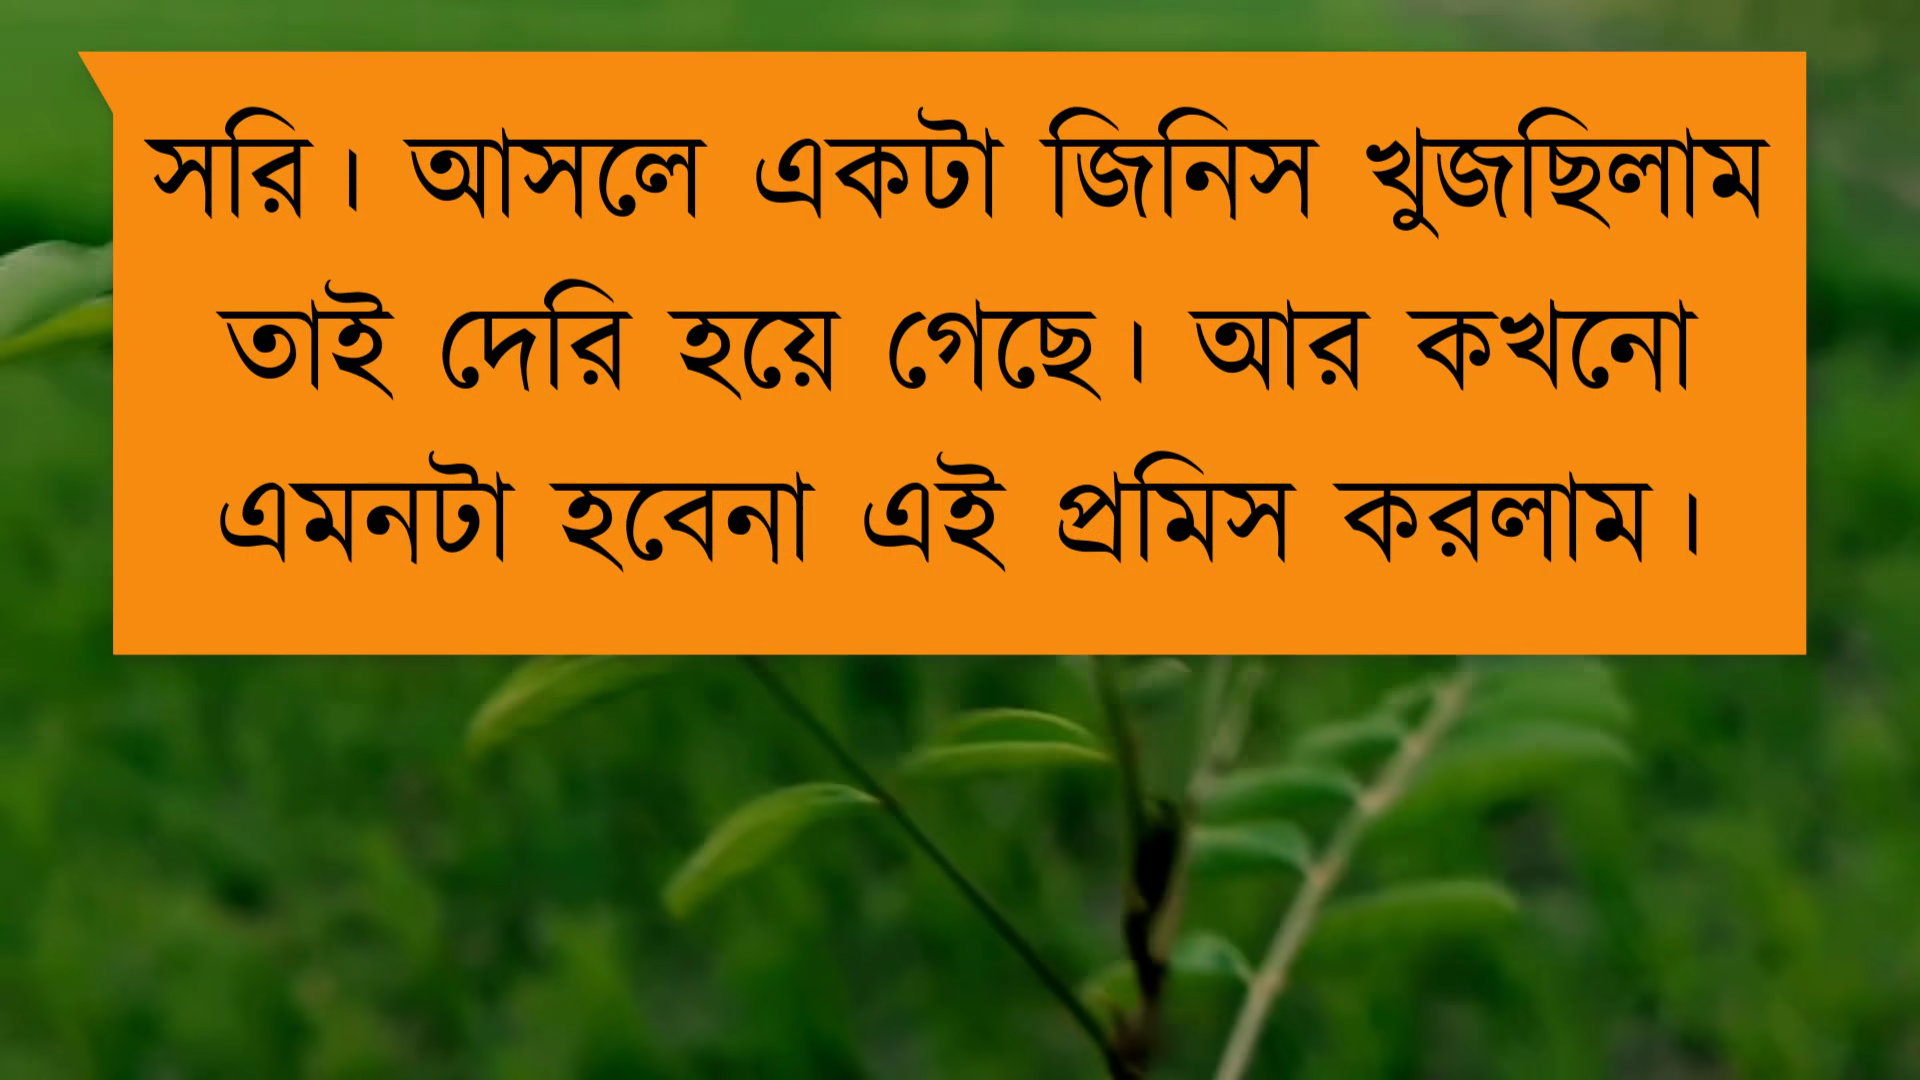 সরি। আসলে একটা জিনিস খুজছিলাম
তাই দেরি হয়ে গেছে। আর কখনো
এমনটা হবেনা এই প্রমিস করলাম।